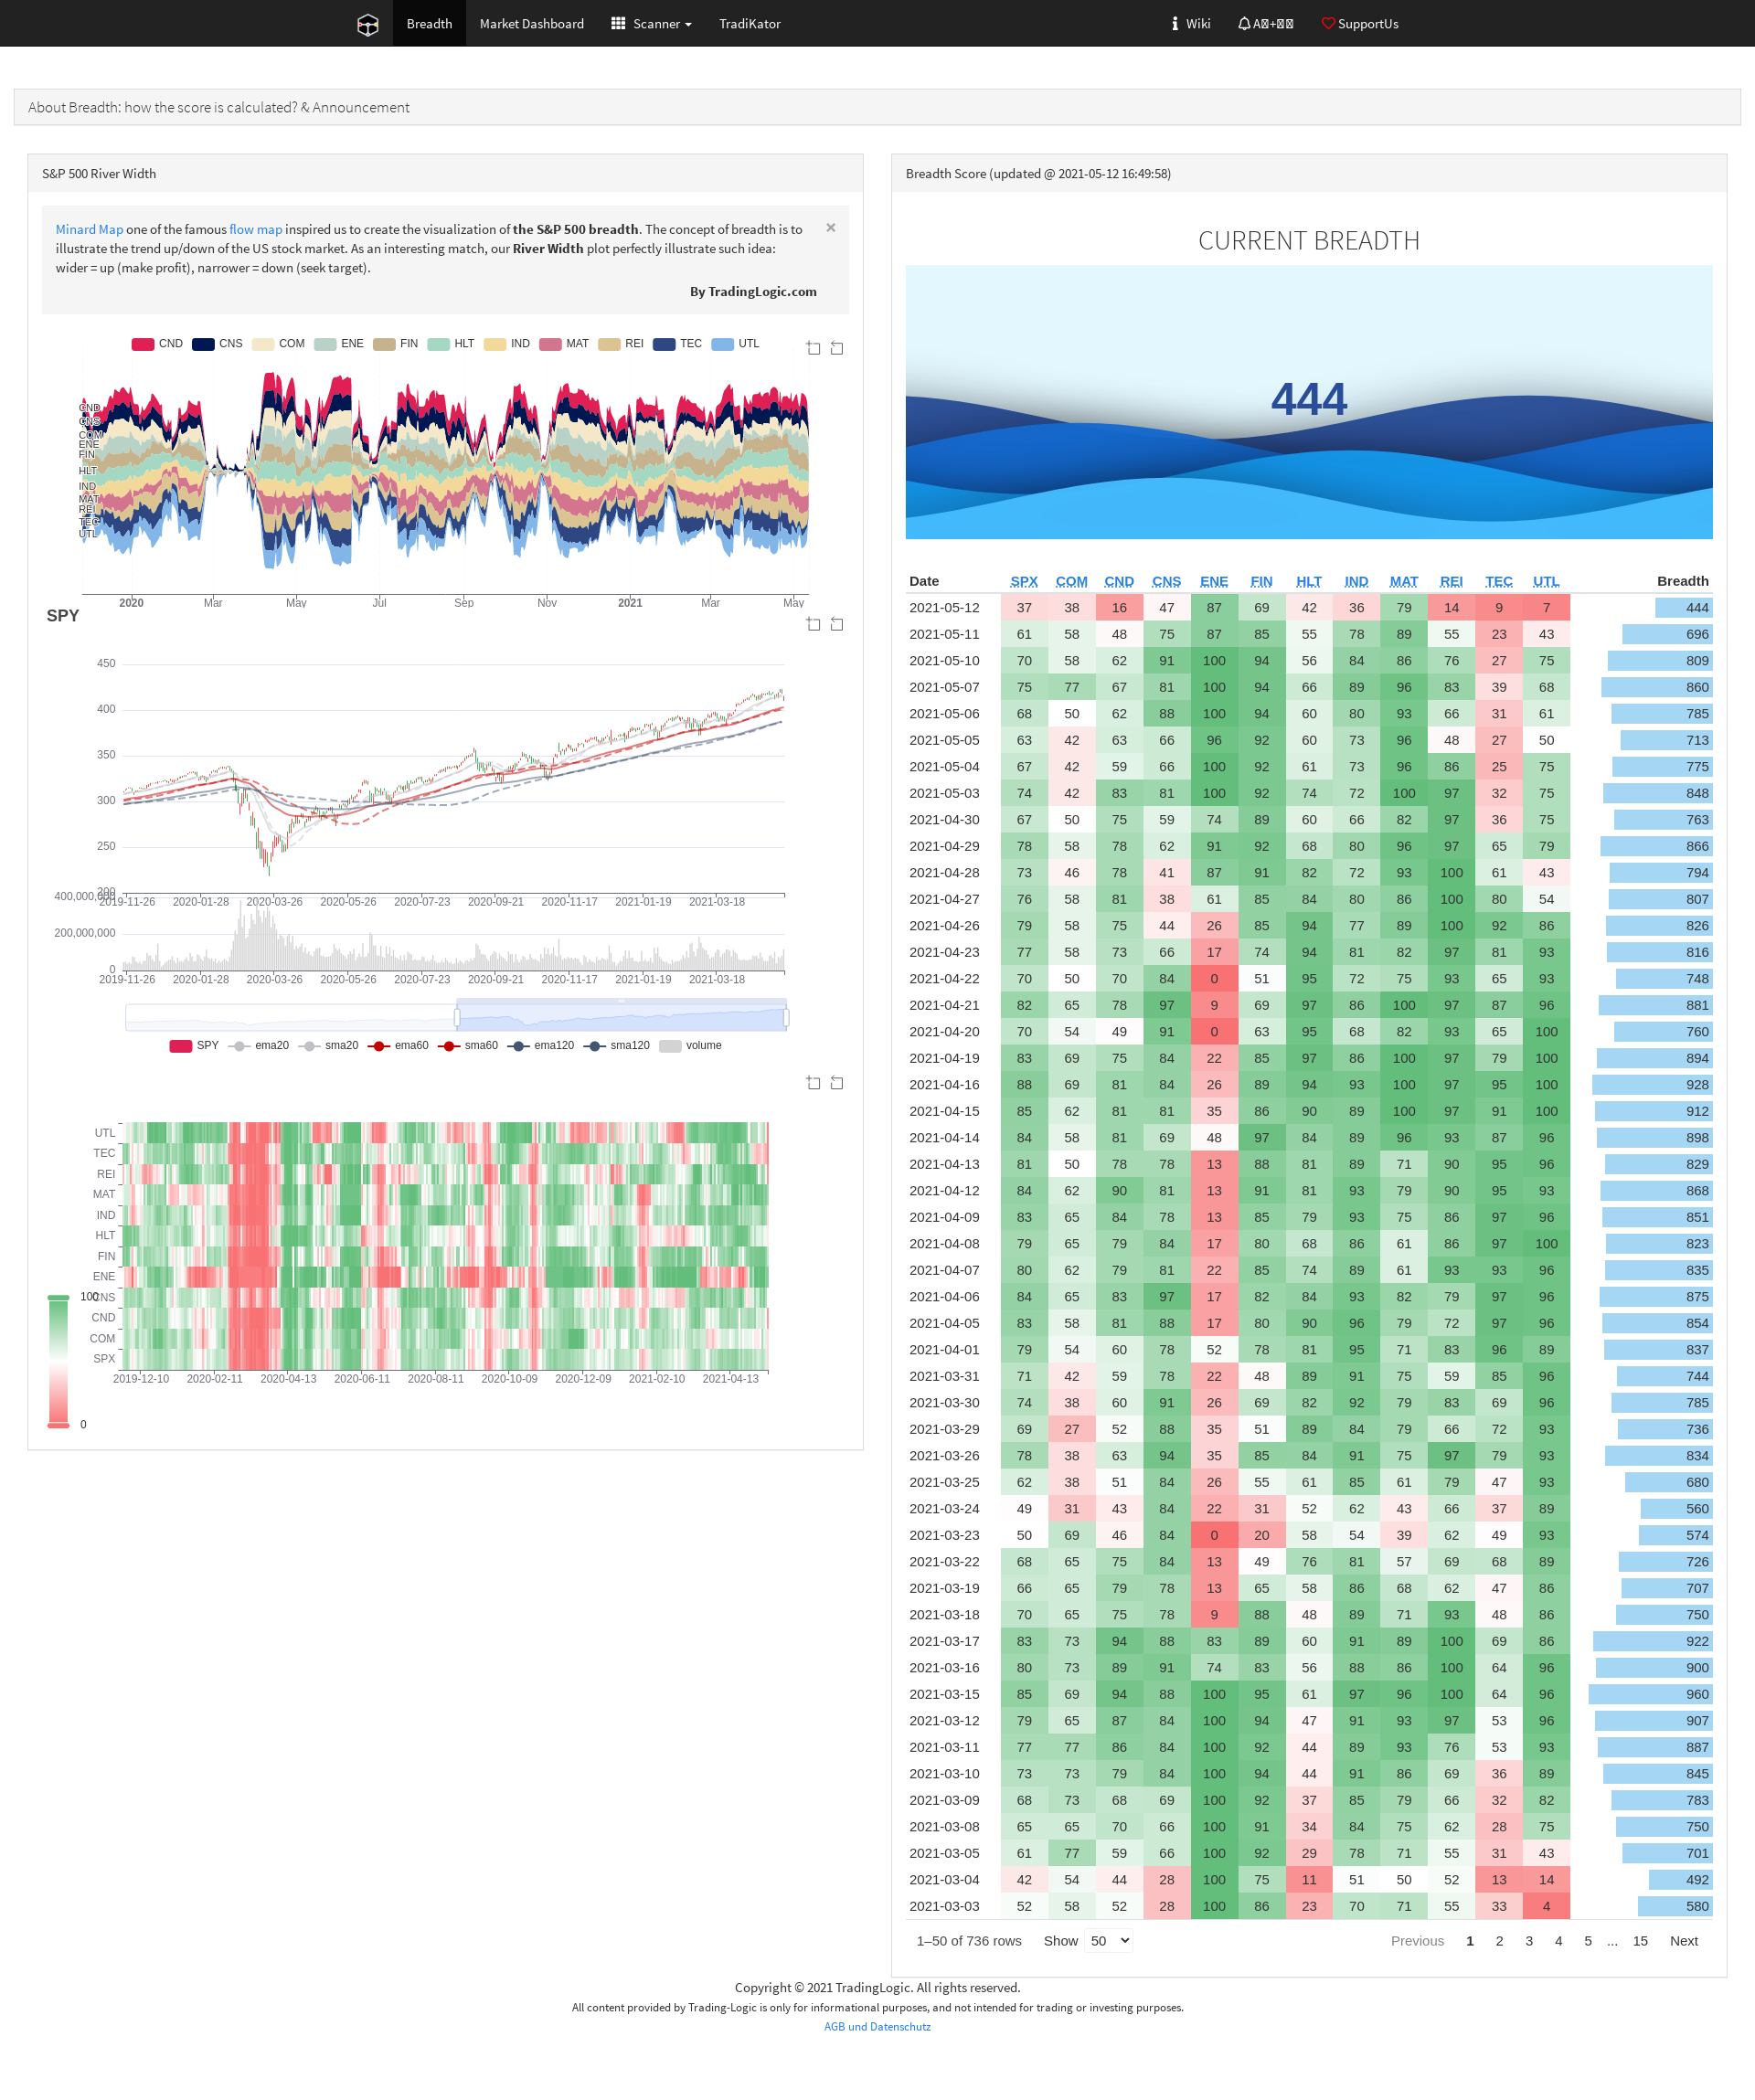 Breadth Market Dashboard Scanner TradiKator Wiki SupportUs
About Breadth: how the score is calculated? & Announcement
S&P 500 River Width
Minard Map one of the famous flow map inspired us to create the visualization of the S&P 500 breadth. The concept of breadth is to
illustrate the trend up/down of the US stock market. As an interesting match, our River Width plot perfectly illustrate such idea:
wider = up (make profit), narrower = down (seek target).
×
By TradingLogic.com
CND CNS COM ENE FIN HLT IND MAT REI TEC UTL
CND
CNS
COM
ENE
FIN
HLT
IND
MAT
REI
TEC
UTL
2020 Mar May Jul Sep Nov 2021 Mar May
SPY
450
400
350
300
250
200
2019-11-26 2020-01-28 2020-03-26 2020-05-26 2020-07-23 2020-09-21 2020-11-17 2021-01-19 2021-03-18
400,000,000
200,000,000
0
2019-11-26 2020-01-28 2020-03-26 2020-05-26 2020-07-23 2020-09-21 2020-11-17 2021-01-19 2021-03-18
SPY ema20 sma20 ema60 sma60 ema120 sma120 volume
UTL
TEC
REI
MAT
IND
HLT
FIN
ENE
CNS
CND
COM
SPX
2019-12-10 2020-02-11 2020-04-13 2020-06-11 2020-08-11 2020-10-09 2020-12-09 2021-02-10 2021-04-13
100
0
Breadth Score (updated @ 2021-05-12 16:49:58)
CURRENT BREADTH
444
Date SPX COM CND CNS ENE FIN HLT IND MAT REI TEC UTL Breadth
2021-05-12 37 38 16 47 87 69 42 36 79 14 9 7 444
2021-05-11 61 58 48 75 87 85 55 78 89 55 23 43 696
2021-05-10 70 58 62 91 100 94 56 84 86 76 27 75 809
2021-05-07 75 77 67 81 100 94 66 89 96 83 39 68 860
2021-05-06 68 50 62 88 100 94 60 80 93 66 31 61 785
2021-05-05 63 42 63 66 96 92 60 73 96 48 27 50 713
2021-05-04 67 42 59 66 100 92 61 73 96 86 25 75 775
2021-05-03 74 42 83 81 100 92 74 72 100 97 32 75 848
2021-04-30 67 50 75 59 74 89 60 66 82 97 36 75 763
2021-04-29 78 58 78 62 91 92 68 80 96 97 65 79 866
2021-04-28 73 46 78 41 87 91 82 72 93 100 61 43 794
2021-04-27 76 58 81 38 61 85 84 80 86 100 80 54 807
2021-04-26 79 58 75 44 26 85 94 77 89 100 92 86 826
2021-04-23 77 58 73 66 17 74 94 81 82 97 81 93 816
2021-04-22 70 50 70 84 0 51 95 72 75 93 65 93 748
2021-04-21 82 65 78 97 9 69 97 86 100 97 87 96 881
2021-04-20 70 54 49 91 0 63 95 68 82 93 65 100 760
2021-04-19 83 69 75 84 22 85 97 86 100 97 79 100 894
2021-04-16 88 69 81 84 26 89 94 93 100 97 95 100 928
2021-04-15 85 62 81 81 35 86 90 89 100 97 91 100 912
2021-04-14 84 58 81 69 48 97 84 89 96 93 87 96 898
2021-04-13 81 50 78 78 13 88 81 89 71 90 95 96 829
2021-04-12 84 62 90 81 13 91 81 93 79 90 95 93 868
2021-04-09 83 65 84 78 13 85 79 93 75 86 97 96 851
2021-04-08 79 65 79 84 17 80 68 86 61 86 97 100 823
2021-04-07 80 62 79 81 22 85 74 89 61 93 93 96 835
2021-04-06 84 65 83 97 17 82 84 93 82 79 97 96 875
2021-04-05 83 58 81 88 17 80 90 96 79 72 97 96 854
2021-04-01 79 54 60 78 52 78 81 95 71 83 96 89 837
2021-03-31 71 42 59 78 22 48 89 91 75 59 85 96 744
2021-03-30 74 38 60 91 26 69 82 92 79 83 69 96 785
2021-03-29 69 27 52 88 35 51 89 84 79 66 72 93 736
2021-03-26 78 38 63 94 35 85 84 91 75 97 79 93 834
2021-03-25 62 38 51 84 26 55 61 85 61 79 47 93 680
2021-03-24 49 31 43 84 22 31 52 62 43 66 37 89 560
2021-03-23 50 69 46 84 0 20 58 54 39 62 49 93 574
2021-03-22 68 65 75 84 13 49 76 81 57 69 68 89 726
2021-03-19 66 65 79 78 13 65 58 86 68 62 47 86 707
2021-03-18 70 65 75 78 9 88 48 89 71 93 48 86 750
2021-03-17 83 73 94 88 83 89 60 91 89 100 69 86 922
2021-03-16 80 73 89 91 74 83 56 88 86 100 64 96 900
2021-03-15 85 69 94 88 100 95 61 97 96 100 64 96 960
2021-03-12 79 65 87 84 100 94 47 91 93 97 53 96 907
2021-03-11 77 77 86 84 100 92 44 89 93 76 53 93 887
2021-03-10 73 73 79 84 100 94 44 91 86 69 36 89 845
2021-03-09 68 73 68 69 100 92 37 85 79 66 32 82 783
2021-03-08 65 65 70 66 100 91 34 84 75 62 28 75 750
2021-03-05 61 77 59 66 100 92 29 78 71 55 31 43 701
2021-03-04 42 54 44 28 100 75 11 51 50 52 13 14 492
2021-03-03 52 58 52 28 100 86 23 70 71 55 33 4 580
1–50 of 736 rows Show 50 Previous 1 2 3 4 5 ... 15 Next
Copyright © 2021 TradingLogic. All rights reserved.
All content provided by Trading-Logic is only for informational purposes, and not intended for trading or investing purposes.
AGB und Datenschutz